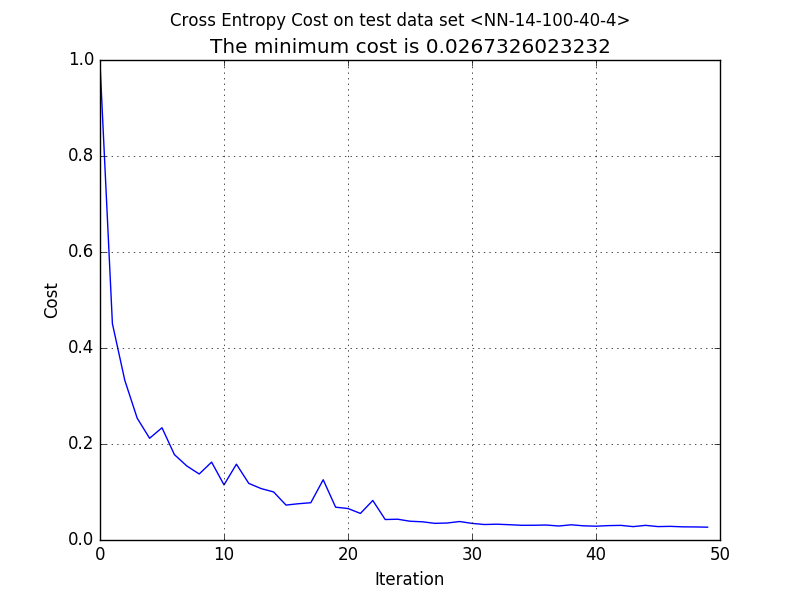 Cross Entropy Cost on test data set <NN-14-100-40-4>
The minimum cost is 0.0267326023232
1.0
0.8
0.6
0.4
0.2
0.0
Cost
0 10 20 30 40 50
Iteration